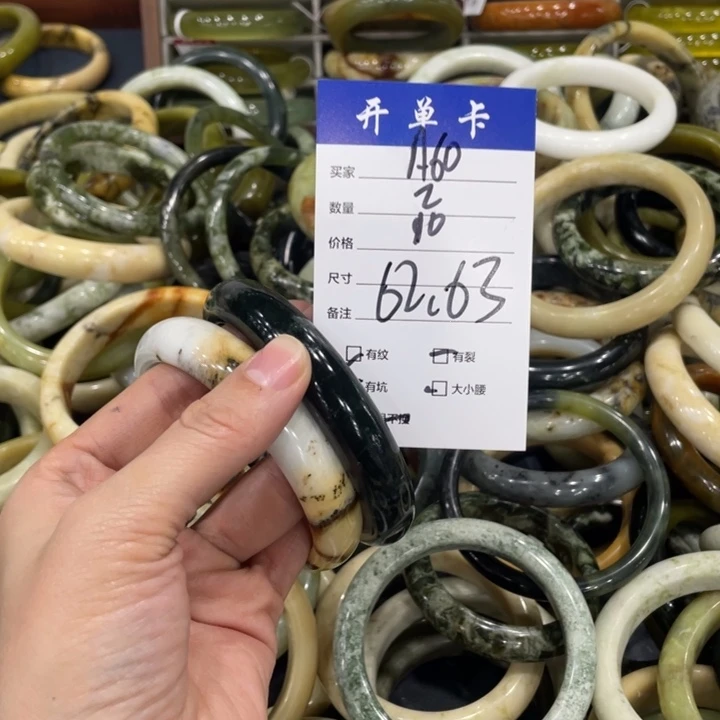 开单卡
买家 A60
数量 2
价格 10
尺寸
备注 62.63
有纹 有裂
有坑 大小腰